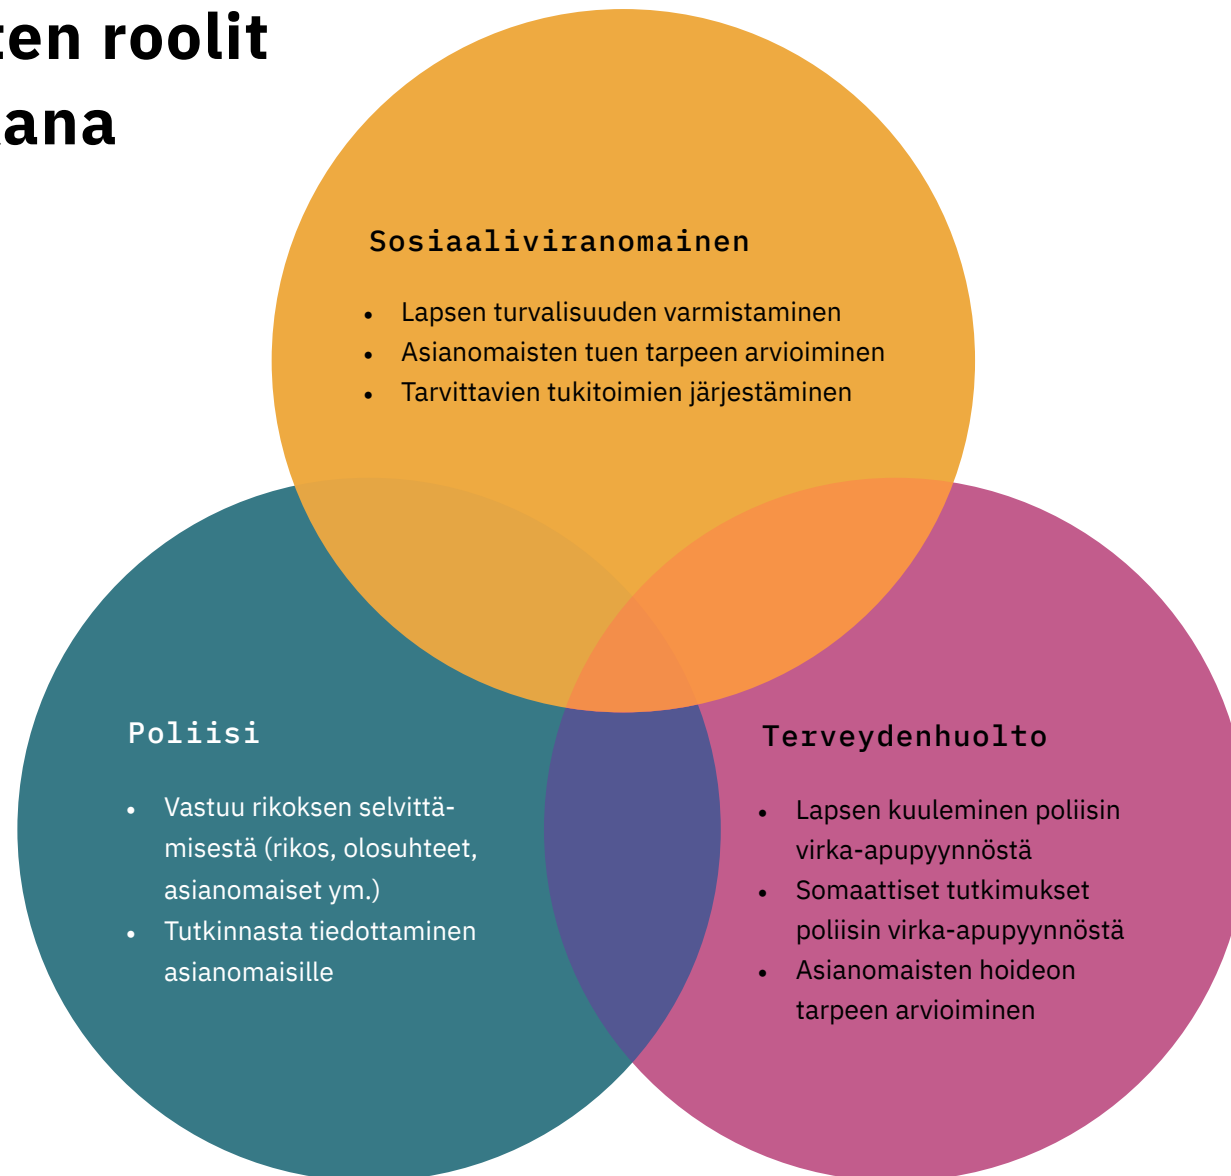 ten roolit
ana
Sosiaaliviranomainen
• Lapsen turvalisuuden varmistaminen
• Asianomaisten tuen tarpeen arvioiminen
• Tarvittavien tukitoimien järjestäminen
Poliisi
• Vastuu rikoksen selvittä-
misestä (rikos, olosuhteet,
asianomaiset ym.)
• Tutkinnasta tiedottaminen
asianomaisille
Terveydenhuolto
• Lapsen kuuleminen poliisin
virka-apupyynnöstä
• Somaattiset tutkimukset
poliisin virka-apupyynnöstä
• Asianomaisten hoideon
tarpeen arvioiminen